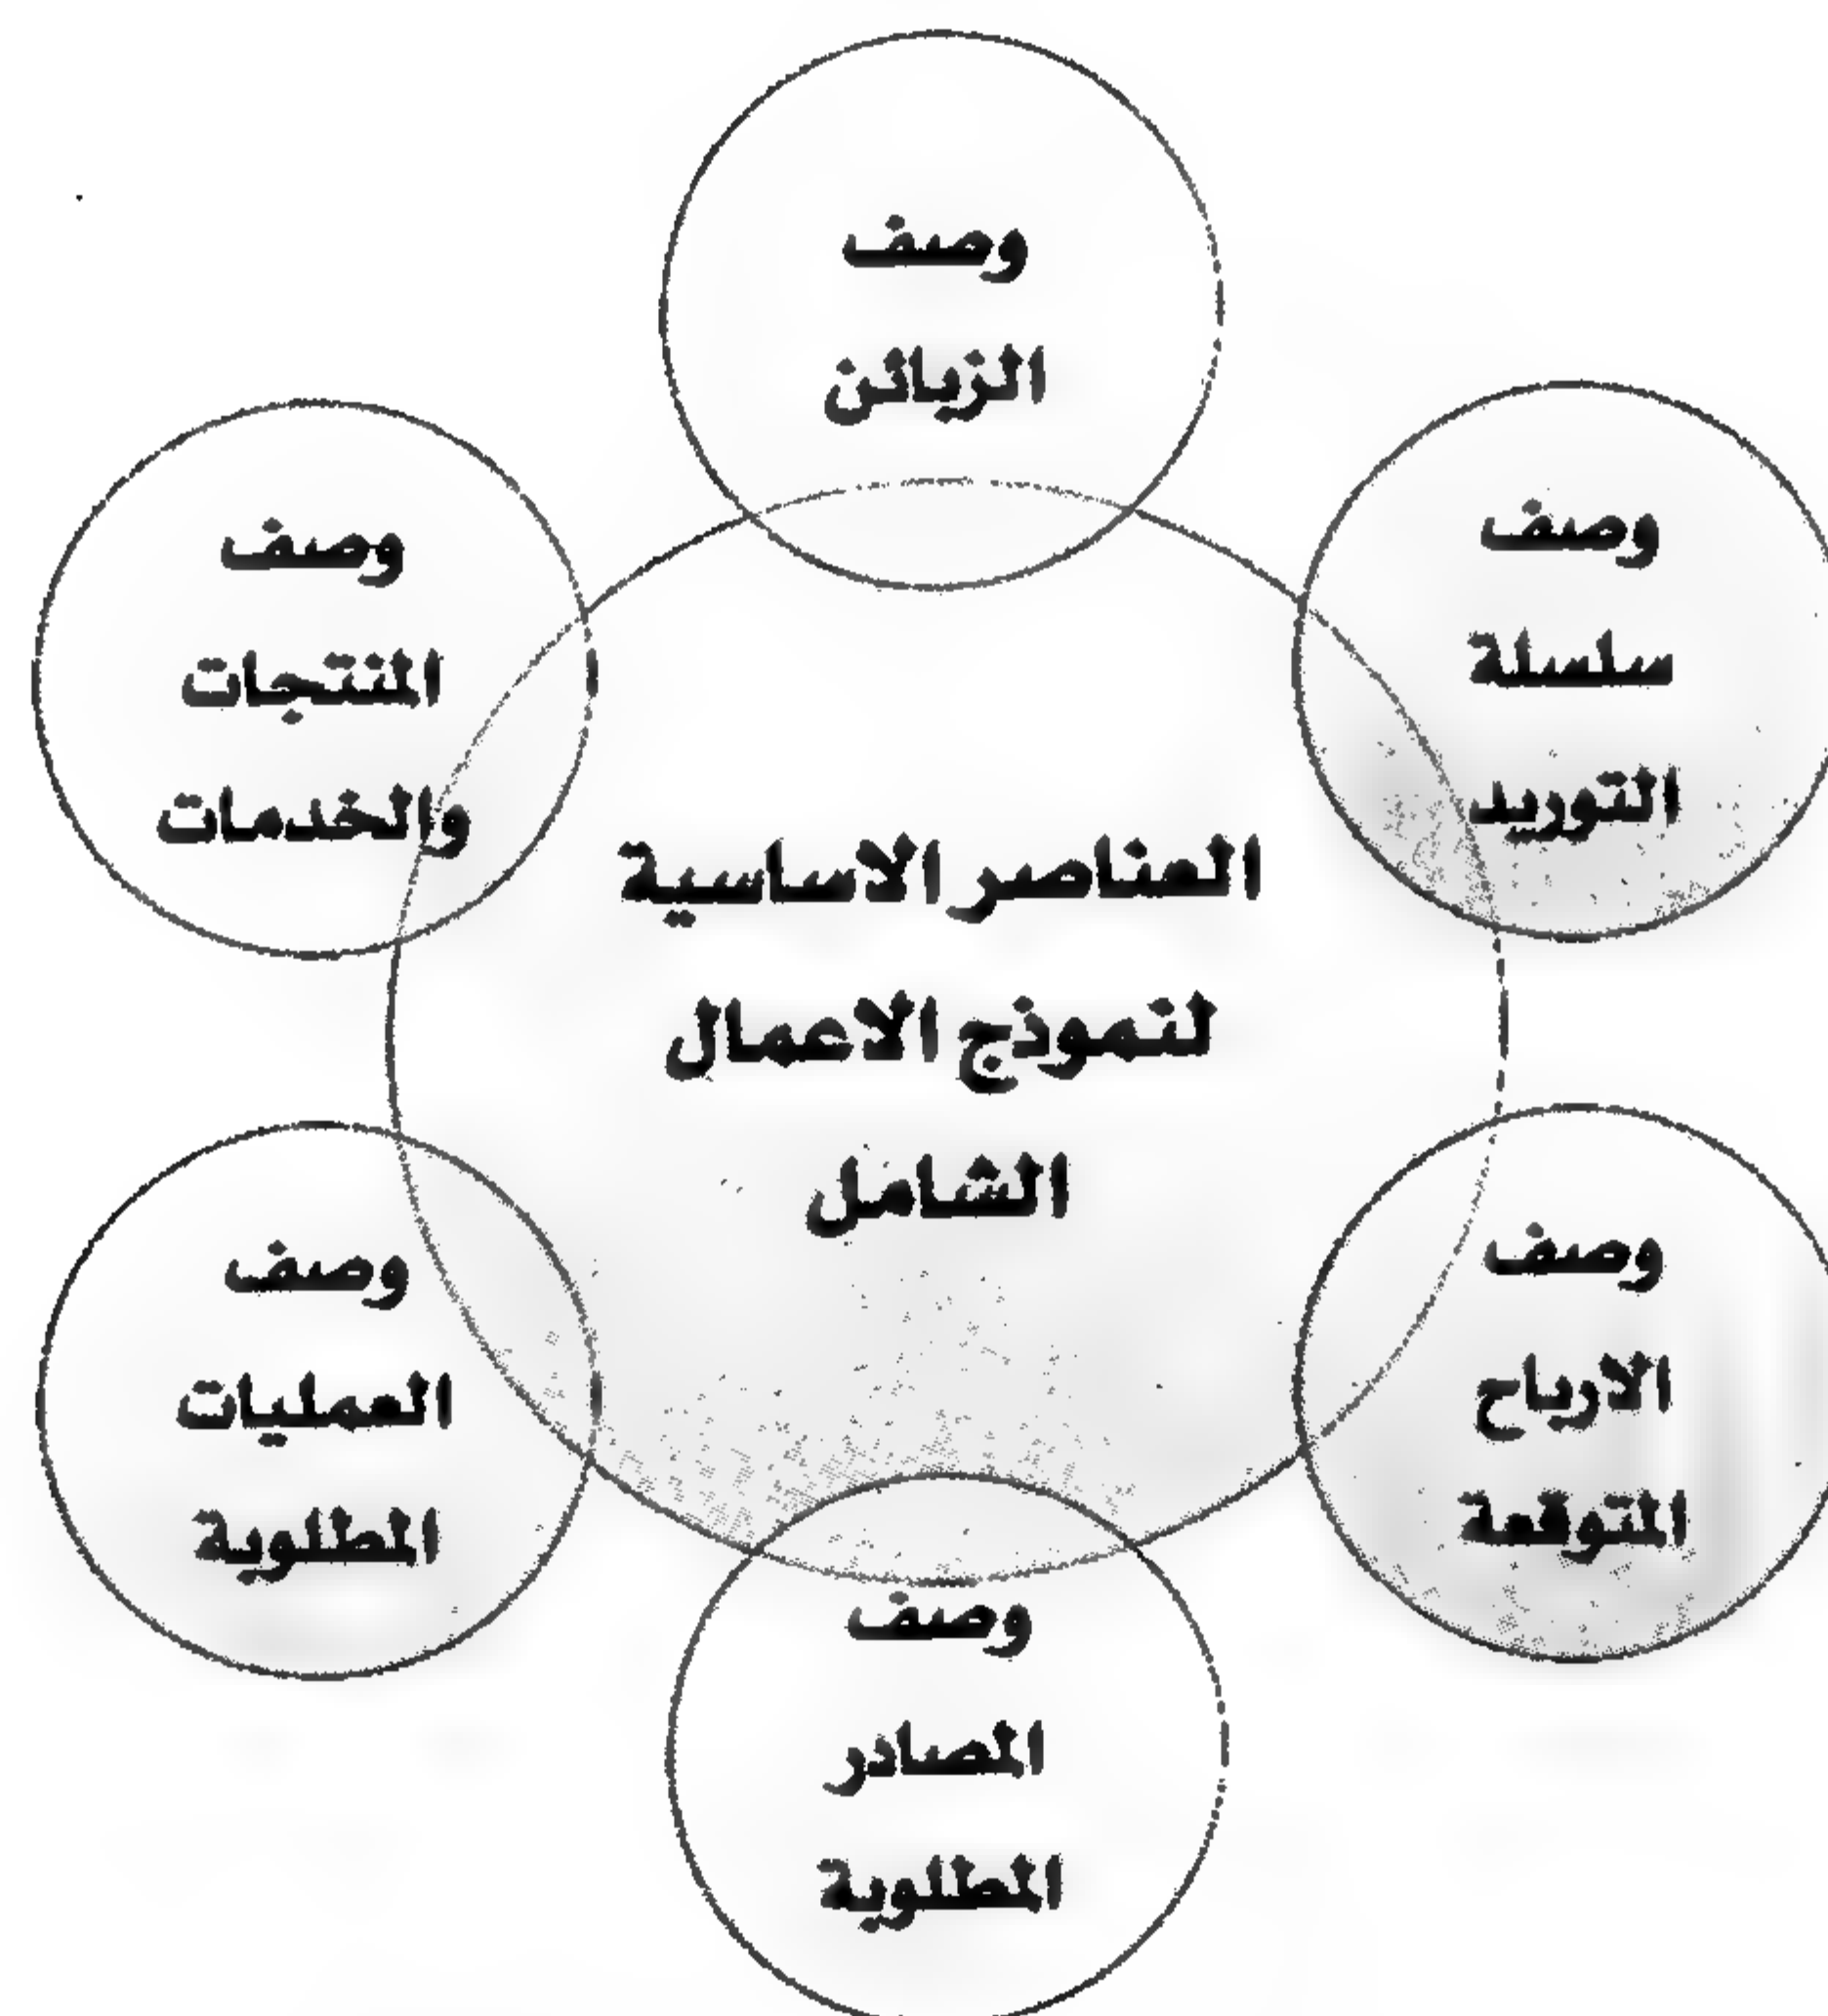 وصف
الزبائن
وصف
سلسلة
التوريد
وصف
المنتجات
والخدمات
العناصر الاساسية
لنموذج الاعمال
الشامل
وصف
الارباح
المتوقعة
وصف
العمليات
المطلوبة
وصف
المصادر
المطلوبة